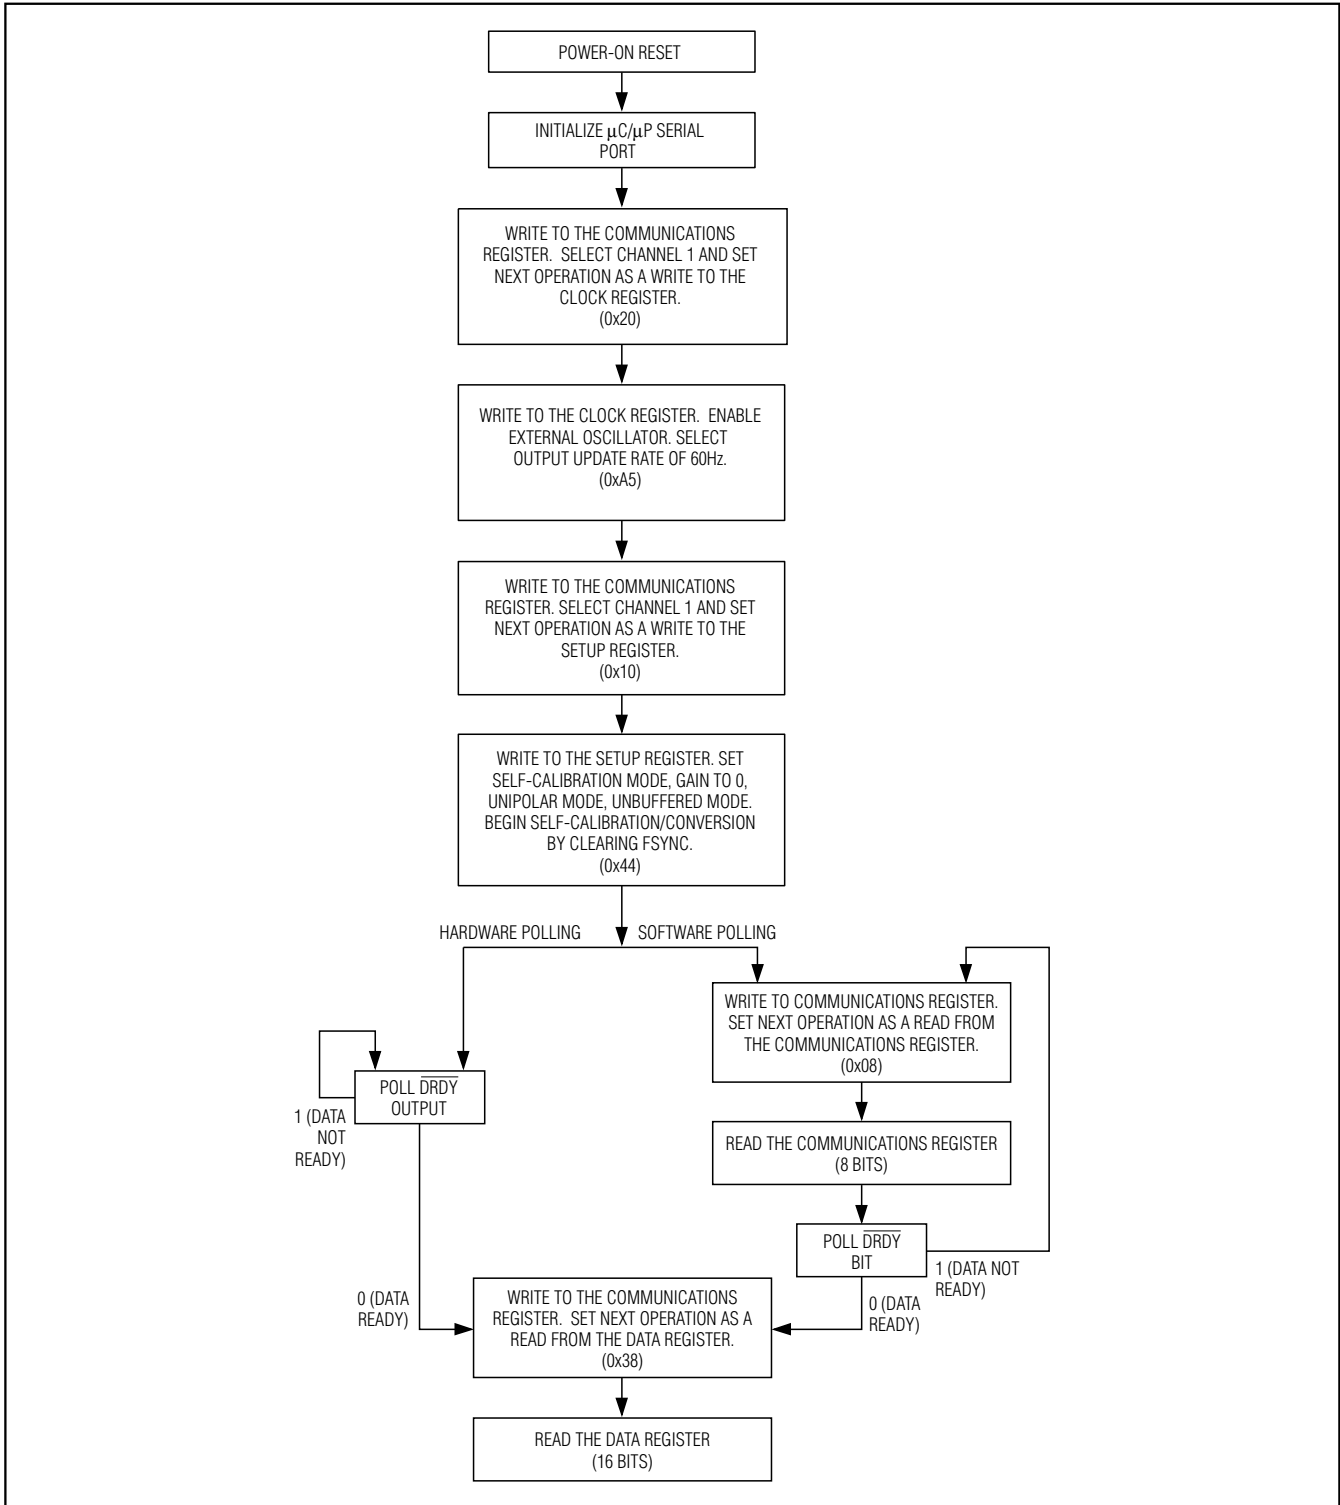 POWER-ON RESET
INITIALIZE μC/μP SERIAL
PORT
WRITE TO THE COMMUNICATIONS
REGISTER. SELECT CHANNEL 1 AND SET
NEXT OPERATION AS A WRITE TO THE
CLOCK REGISTER.
(0x20)
WRITE TO THE CLOCK REGISTER. ENABLE
EXTERNAL OSCILLATOR. SELECT
OUTPUT UPDATE RATE OF 60Hz.
(0xA5)
WRITE TO THE COMMUNICATIONS
REGISTER. SELECT CHANNEL 1 AND SET
NEXT OPERATION AS A WRITE TO THE
SETUP REGISTER.
(0x10)
WRITE TO THE SETUP REGISTER. SET
SELF-CALIBRATION MODE, GAIN TO 0,
UNIPOLAR MODE, UNBUFFERED MODE.
BEGIN SELF-CALIBRATION/CONVERSION
BY CLEARING FSYNC.
(0x44)
HARDWARE POLLING
SOFTWARE POLLING
POLL D̅R̅D̅Y̅
OUTPUT
1 (DATA
NOT
READY)
0 (DATA
READY)
WRITE TO COMMUNICATIONS REGISTER.
SET NEXT OPERATION AS A READ FROM
THE COMMUNICATIONS REGISTER.
(0x08)
READ THE COMMUNICATIONS REGISTER
(8 BITS)
POLL D̅R̅D̅Y̅
BIT
1 (DATA NOT
READY)
0 (DATA
READY)
WRITE TO THE COMMUNICATIONS
REGISTER. SET NEXT OPERATION AS A
READ FROM THE DATA REGISTER.
(0x38)
READ THE DATA REGISTER
(16 BITS)